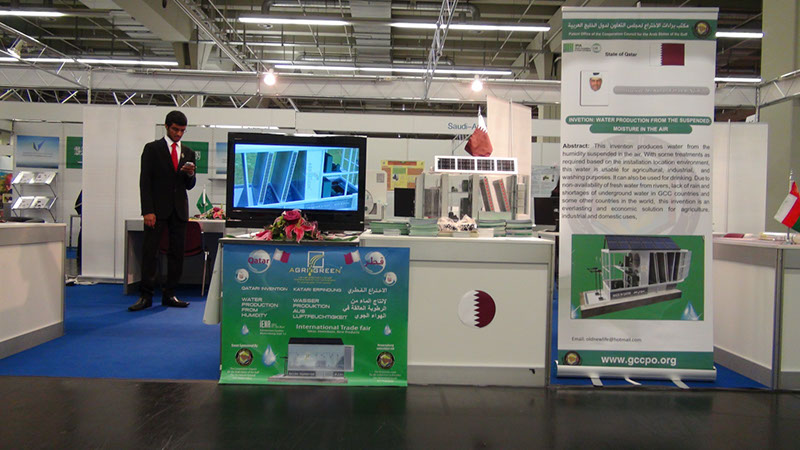 Saudi-A
مكتب براءات الاختراع لمجلس التعاون لدول الخليج العربية
Patent Office of the Cooperation Council for the Arab States of the Gulf
State of Qatar
INVETION: WATER PRODUCTION FROM THE SUSPENDED
MOISTURE IN THE AIR
Abstract: This invention produces water from the
humidity suspended in the air. With some treatments as
required based on the installation location environment,
this water is usable for agricultural, industrial, and
washing purposes. It can also be used for drinking. Due to
non-availability of fresh water from rivers, lack of rain and
shortages of underground water in GCC countries and
some other countries in the world, this invention is an
everlasting and economic solution for agriculture,
industrial and domestic uses.
www.gccpo.org
Qatar
قطر
AGRIGREEN
QATARI INVENTION
KATARI ERFINDUNG
الاختراع القطري
WATER
PRODUCTION
FROM
HUMIDITY
WASSER
PRODUKTION
AUS
LUFTFEUCHTIGKEIT
لإنتاج الماء من
الرطوبة العالقة في
الهواء الجوي
iENA
International Trade fair